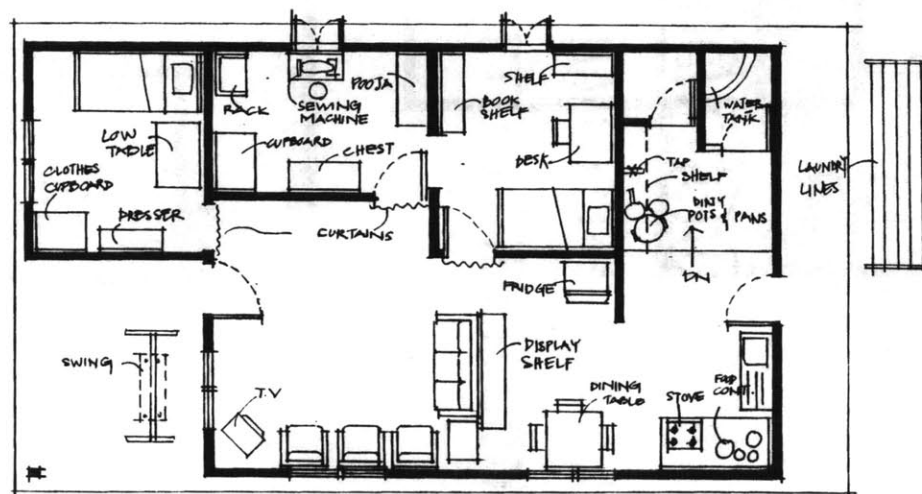 RACK
SEWING
MACHINE
POOJA
BOOK
SHELF
SHELF
WATER
TANK
LOW
TABLE
CUPBOARD
CHEST
DESK
TAP
SHELF
LAUNDRY
LINES
CLOTHES
CUPBOARD
DRESSER
CURTAINS
DIRTY
POTS & PANS
DN
FRIDGE
SWING
T.V
DISPLAY
SHELF
DINING
TABLE
STOVE
FOOD
CONT.